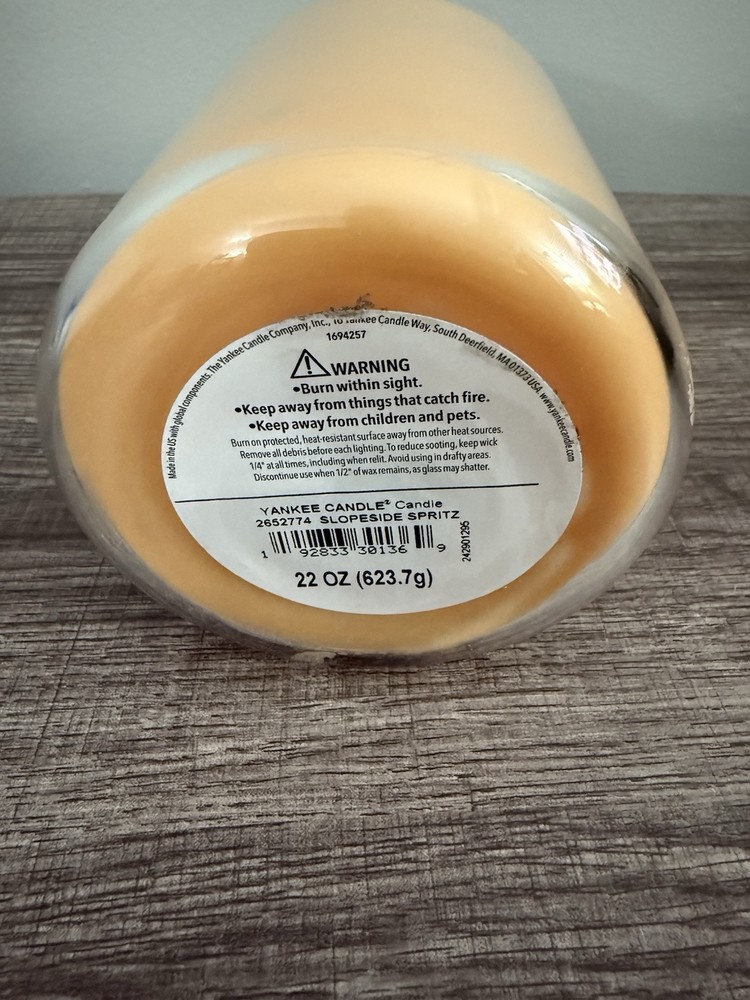 Made in the US with global components. The Yankee Candle Company, Inc., 16 Yankee Candle Way, South Deerfield, MA 01373 USA. www.yankeecandle.com
1694257
WARNING
•Burn within sight.
•Keep away from things that catch fire.
•Keep away from children and pets.
Burn on protected, heat-resistant surface away from other heat sources.
Remove all debris before each lighting. To reduce sooting, keep wick
1/4" at all times, including when relit. Avoid using in drafty areas.
Discontinue use when 1/2" of wax remains, as glass may shatter.
YANKEE CANDLE® Candle
2652774 SLOPESIDE SPRITZ
1 92833 30136 9
242901295
22 OZ (623.7g)